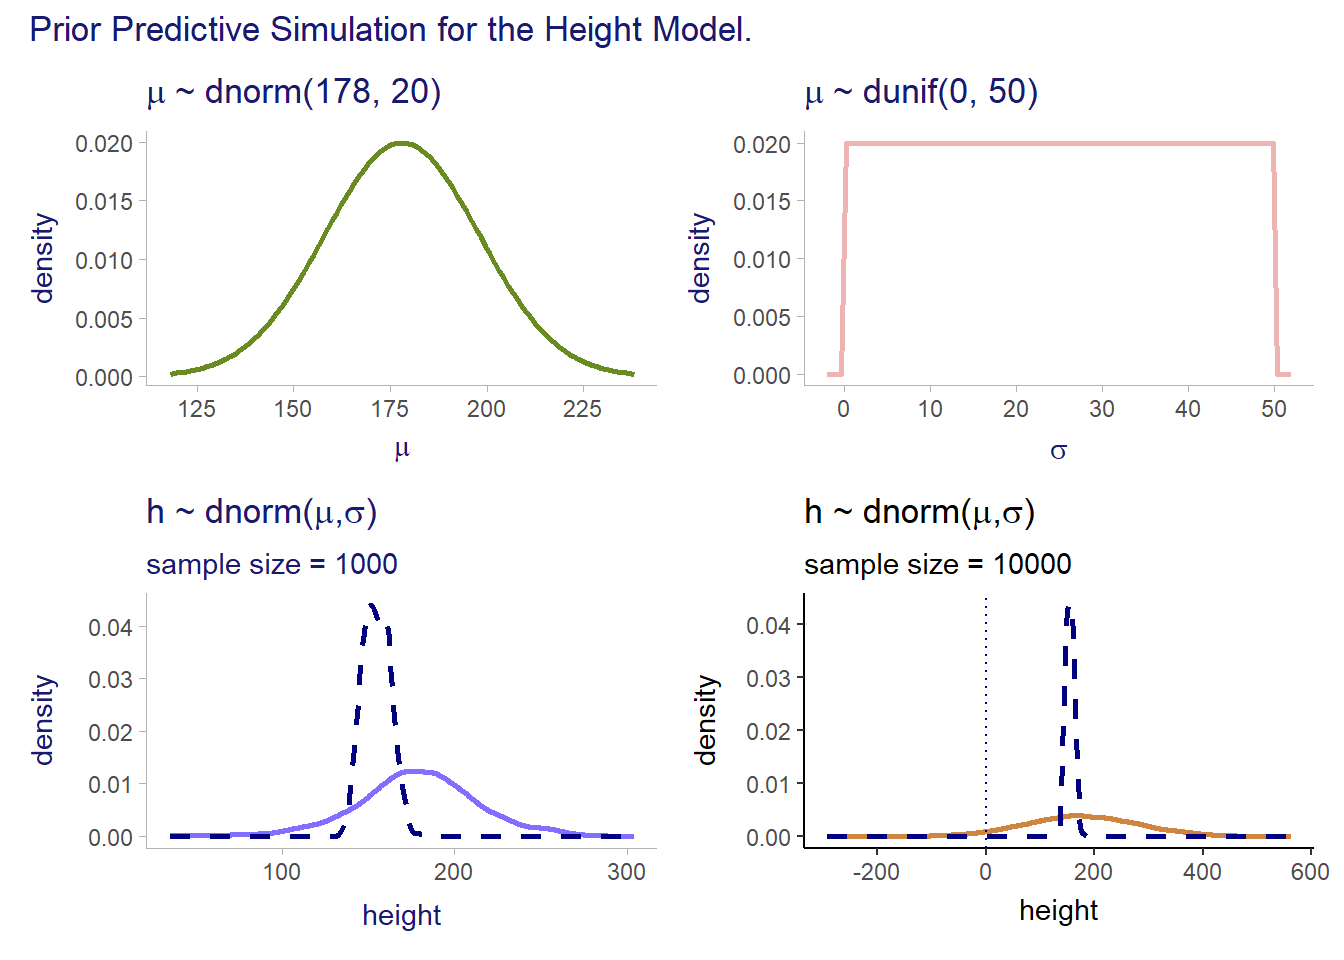 Prior Predictive Simulation for the Height Model.
μ ~ dnorm(178, 20)
0.020
0.015
0.010
0.005
0.000
density
125 150 175 200 225
μ
μ ~ dunif(0, 50)
0.020
0.015
0.010
0.005
0.000
density
0 10 20 30 40 50
σ
h ~ dnorm(μ,σ)
sample size = 1000
0.04
0.03
0.02
0.01
0.00
density
100 200 300
height
h ~ dnorm(μ,σ)
sample size = 10000
0.04
0.03
0.02
0.01
0.00
density
-200 0 200 400 600
height